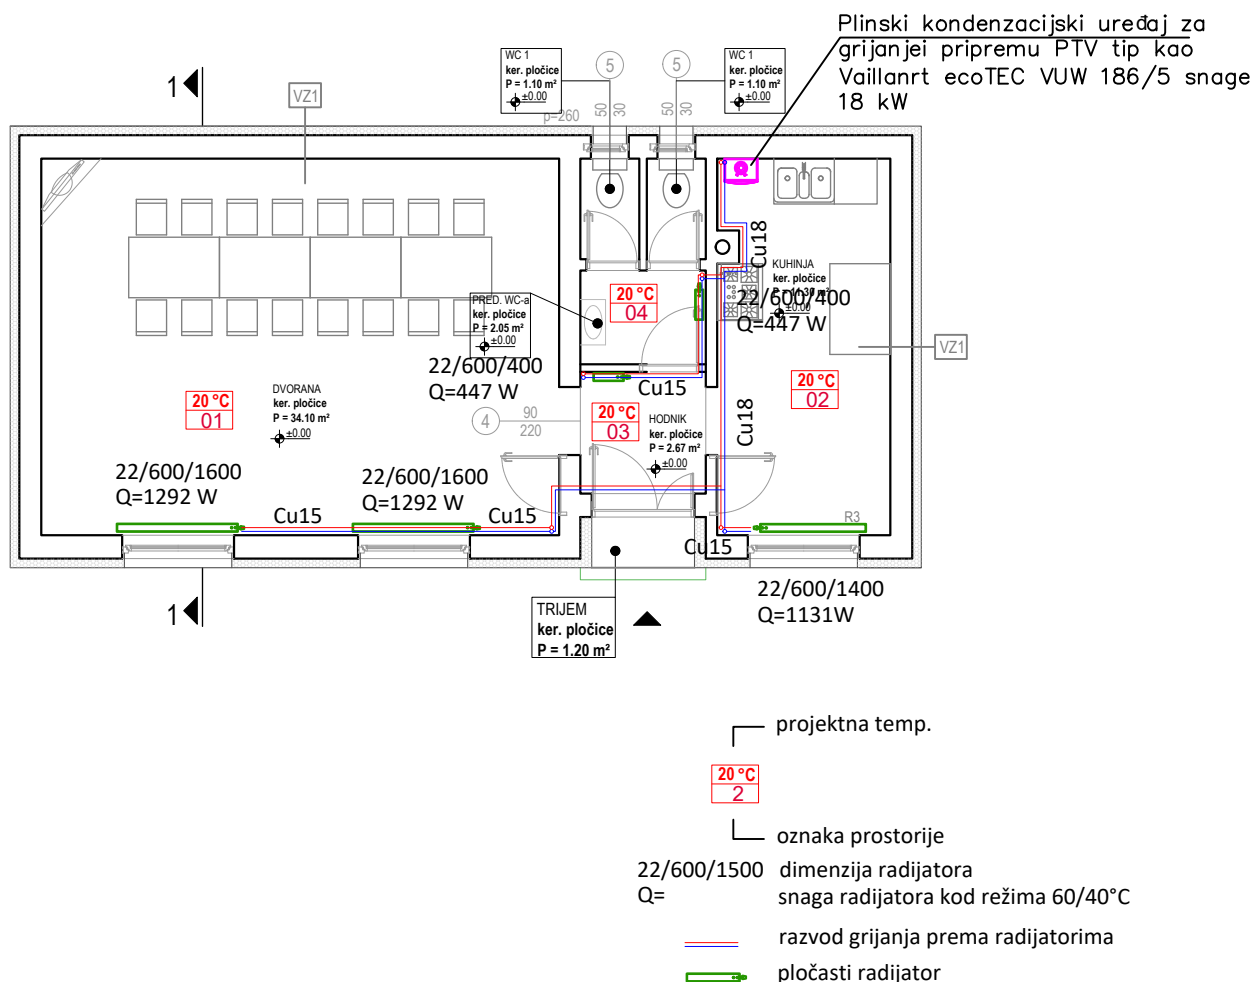 Plinski kondenzacijski uređaj za
grijanjei pripremu PTV tip kao
Vaillanrt ecoTEC VUW 186/5 snage
18 kW
WC 1
ker. pločice
P = 1.10 m²
±0.00
5
5
WC 1
ker. pločice
P = 1.10 m²
±0.00
1
VZ1
p=260
50
30
50
30
Cu18
KUHINJA
ker. pločice
±0.00
22/600/400
Q=447 W
PRED. WC-a
ker. pločice
P = 2.05 m²
±0.00
20 °C
04
VZ1
22/600/400
Q=447 W
Cu15
20 °C
02
DVORANA
ker. pločice
P = 34.10 m²
±0.00
20 °C
01
4
90
220
20 °C
03
HODNIK
ker. pločice
P = 2.67 m²
±0.00
Cu18
22/600/1600
Q=1292 W
22/600/1600
Q=1292 W
Cu15
Cu15
R3
Cu15
22/600/1400
Q=1131W
1
TRIJEM
ker. pločice
P = 1.20 m²
projektna temp.
20 °C
2
oznaka prostorije
22/600/1500 dimenzija radijatora
Q= snaga radijatora kod režima 60/40°C
razvod grijanja prema radijatorima
pločasti radijator